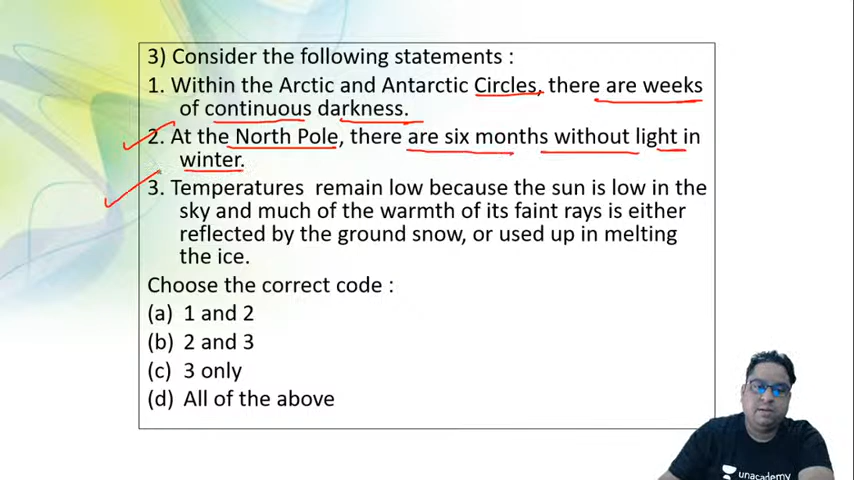 3) Consider the following statements :
1. Within the Arctic and Antarctic Circles, there are weeks
of continuous darkness.
2. At the North Pole, there are six months without light in
winter.
3. Temperatures remain low because the sun is low in the
sky and much of the warmth of its faint rays is either
reflected by the ground snow, or used up in melting
the ice.
Choose the correct code :
(a) 1 and 2
(b) 2 and 3
(c) 3 only
(d) All of the above
unacademy